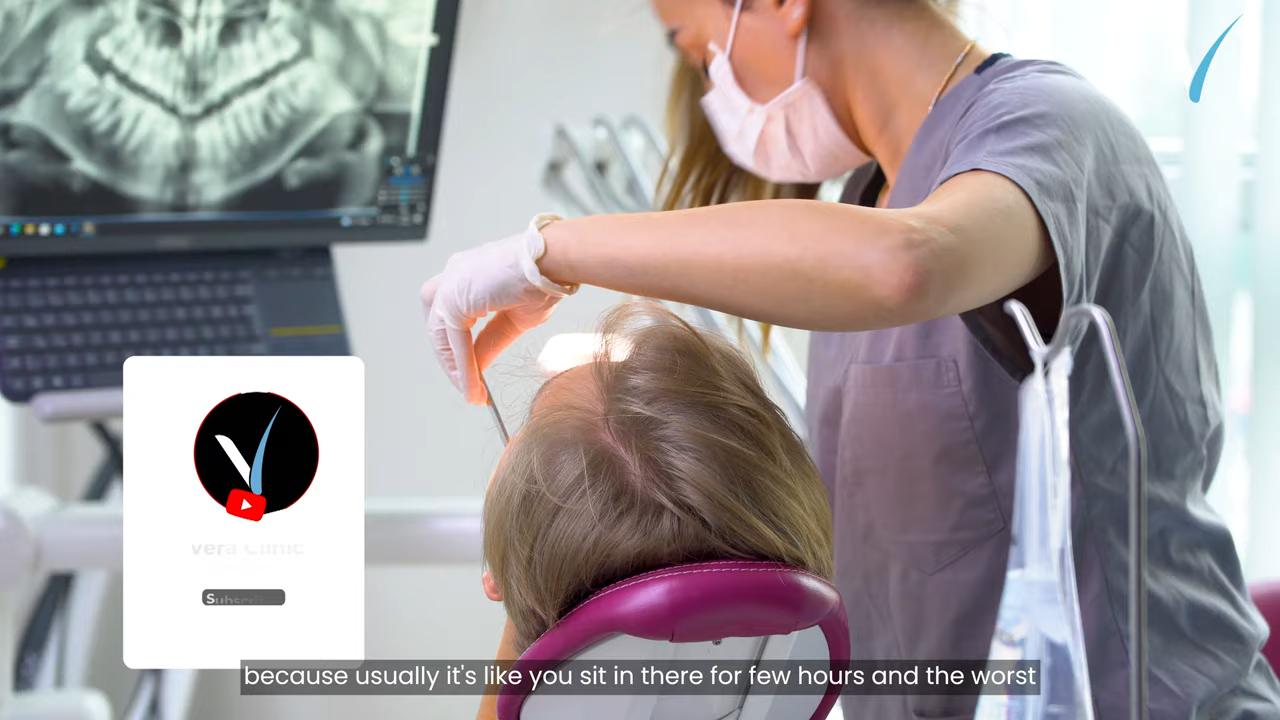 Vera Clinic
because usually it's like you sit in there for few hours and the worst